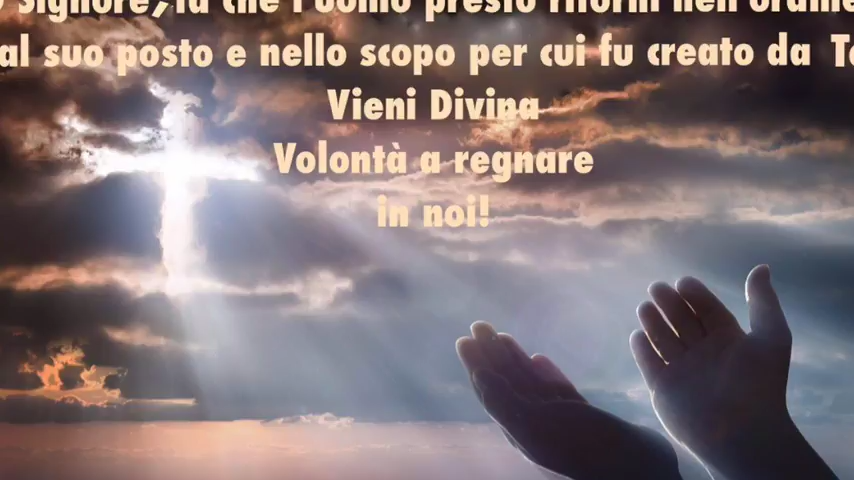 Signore, fa che l'uomo presto ritorni nell'ordine
al suo posto e nello scopo per cui fu creato da
Vieni Divina
Volontà a regnare
in noi!